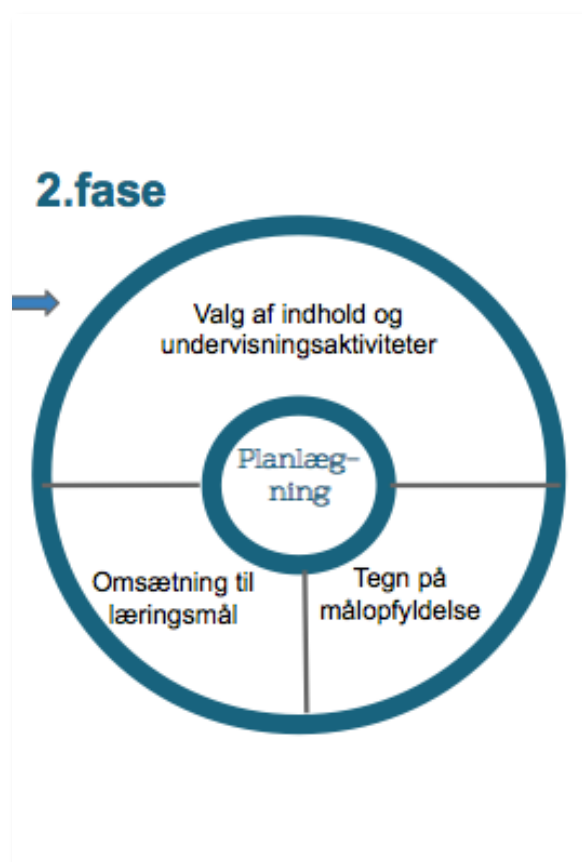 2.fase
Valg af indhold og
undervisningsaktiviteter
Planlæg-
ning
Omsætning til
læringsmål
Tegn på
målopfyldelse